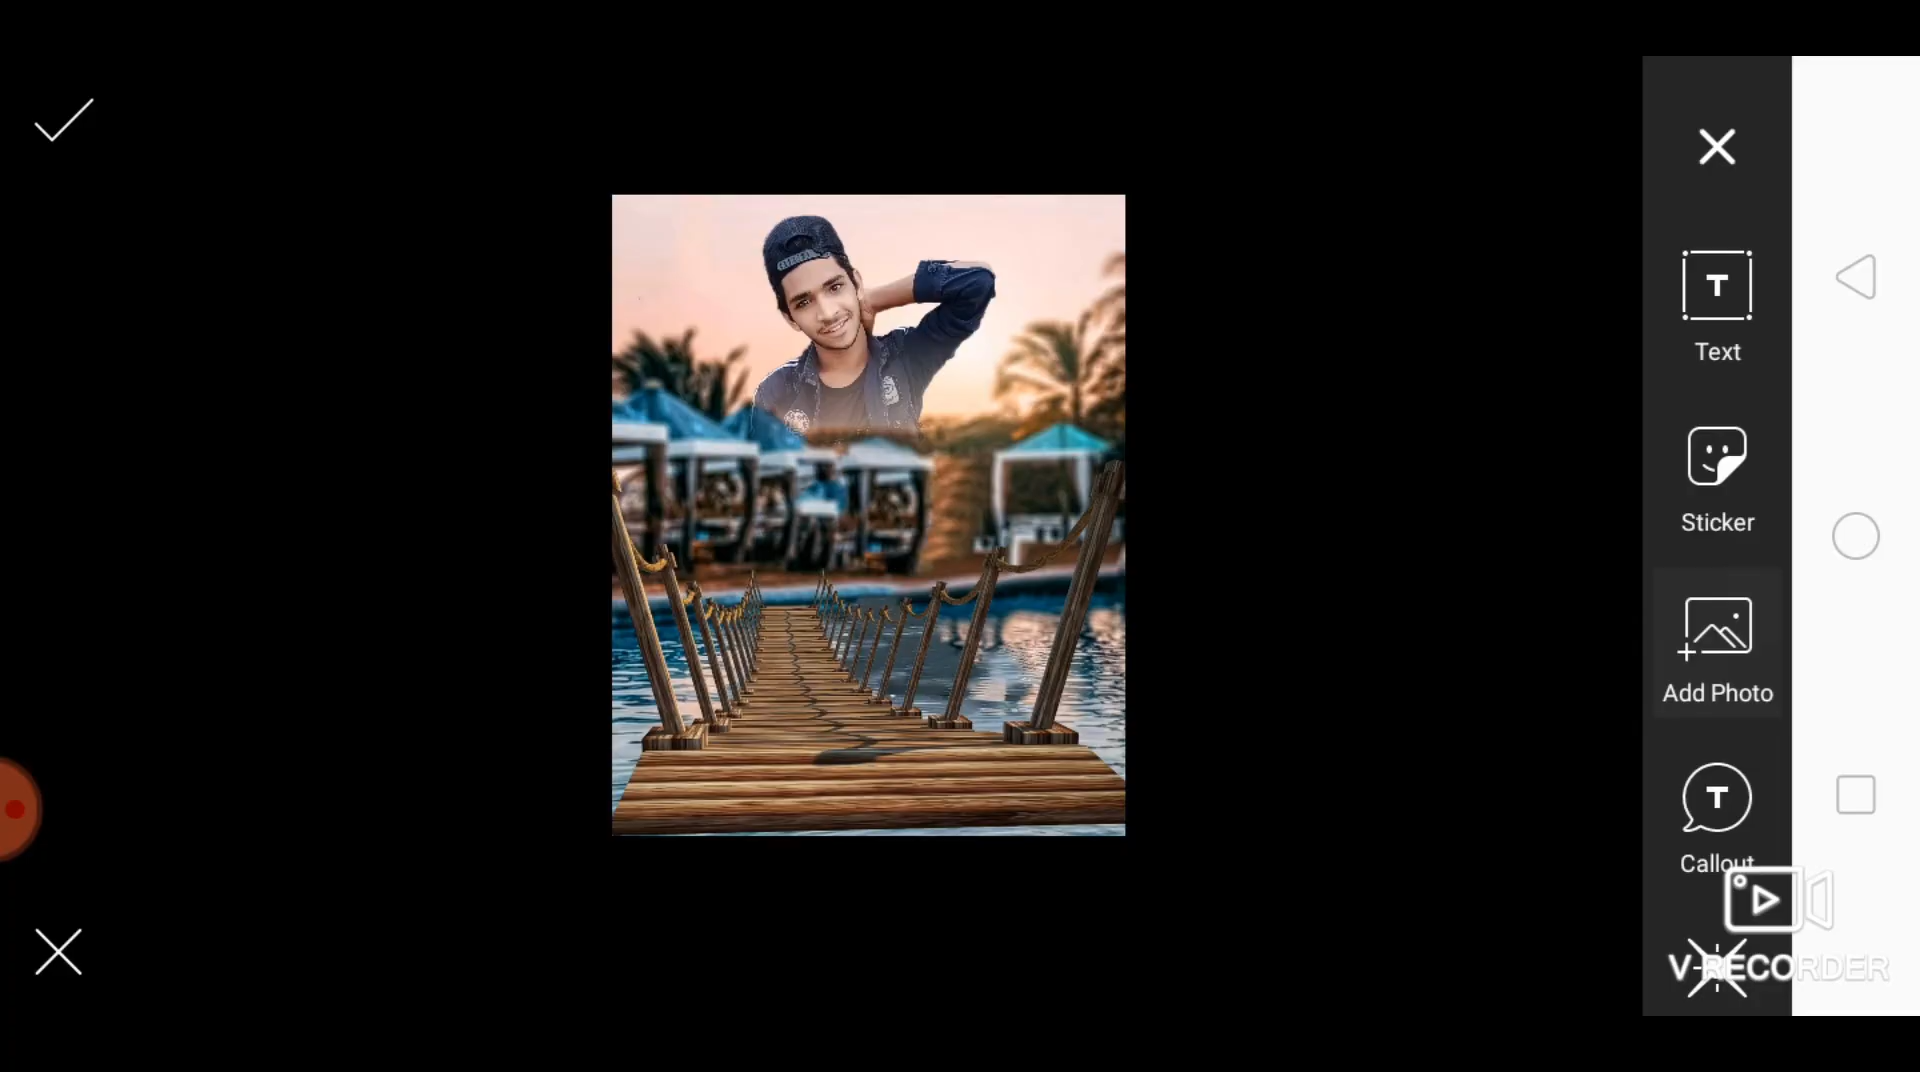 T
Text
Sticker
Add Photo
T
Callout
V-RECORDER